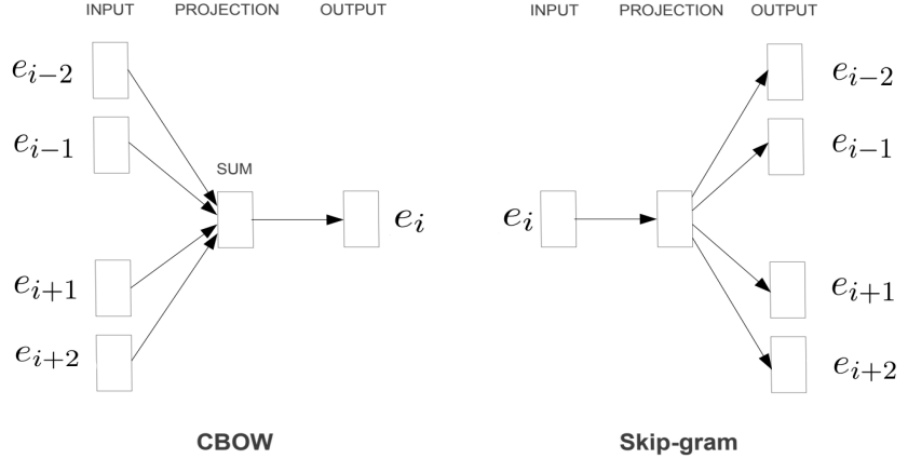 INPUT PROJECTION OUTPUT
e_{i-2}
e_{i-1}
SUM
e_i
e_{i+1}
e_{i+2}
CBOW
INPUT PROJECTION OUTPUT
e_{i-2}
e_{i-1}
e_i
e_{i+1}
e_{i+2}
Skip-gram